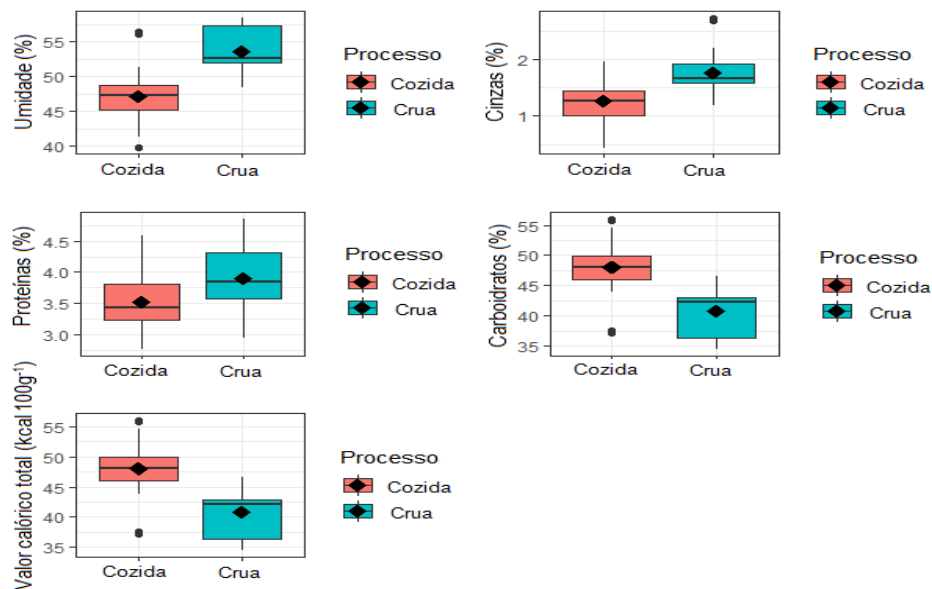 Umidade (%)
55
50
45
40
Cozida
Crua
Processo
Cozida
Crua
Cinzas (%)
2
1
Cozida
Crua
Processo
Cozida
Crua
Proteínas (%)
4.5
4.0
3.5
3.0
Cozida
Crua
Processo
Cozida
Crua
Carboidratos (%)
55
50
45
40
35
Cozida
Crua
Processo
Cozida
Crua
Valor calórico total (kcal 100g⁻¹)
55
50
45
40
35
Cozida
Crua
Processo
Cozida
Crua